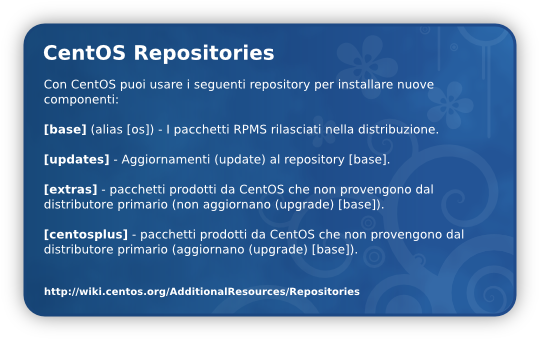 CentOS Repositories
Con CentOS puoi usare i seguenti repository per installare nuove
componenti:
[base] (alias [os]) - I pacchetti RPMS rilasciati nella distribuzione.
[updates] - Aggiornamenti (update) al repository [base].
[extras] - pacchetti prodotti da CentOS che non provengono dal
distributore primario (non aggiornano (upgrade) [base]).
[centosplus] - pacchetti prodotti da CentOS che non provengono dal
distributore primario (aggiornano (upgrade) [base]).
http://wiki.centos.org/AdditionalResources/Repositories